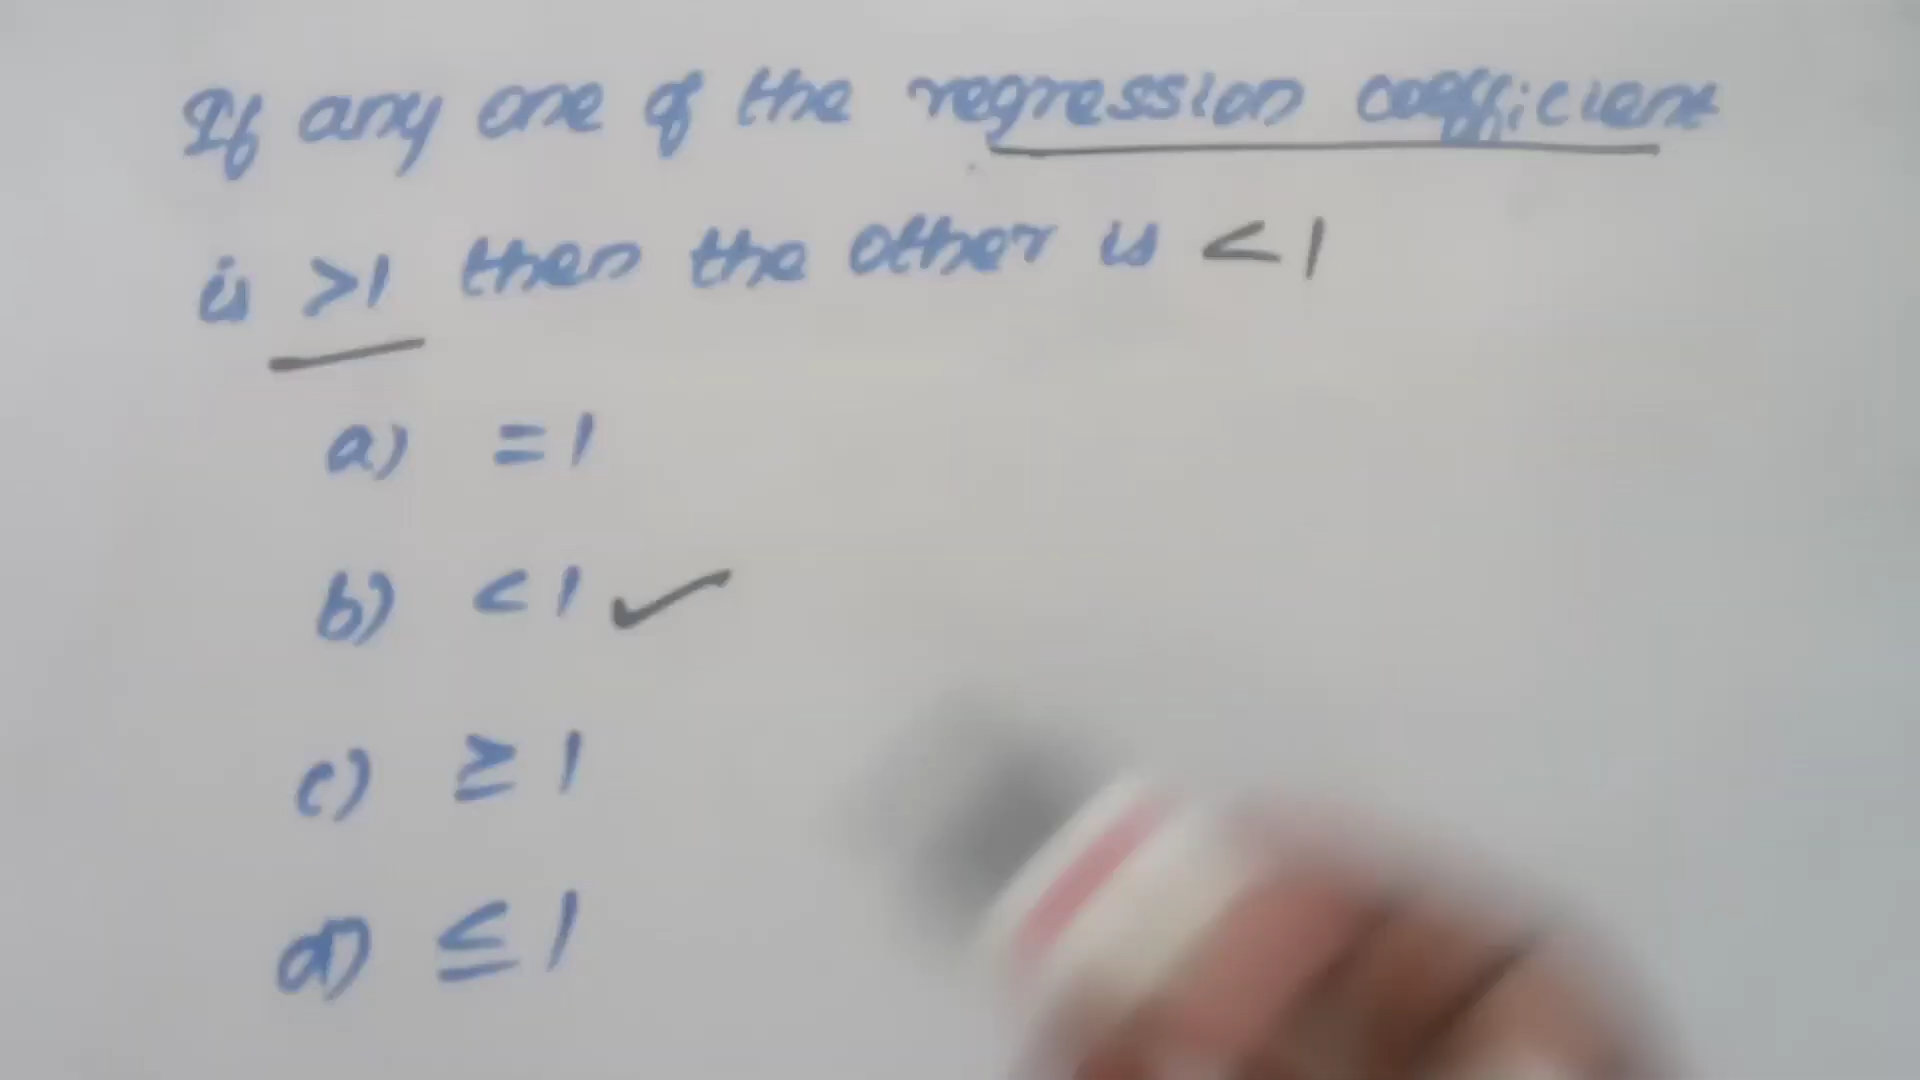 If any one of the regression coefficient
is >1 then the other is <1
a) =1
b) <1 ✓
c) ≥ 1
d) ≤ 1